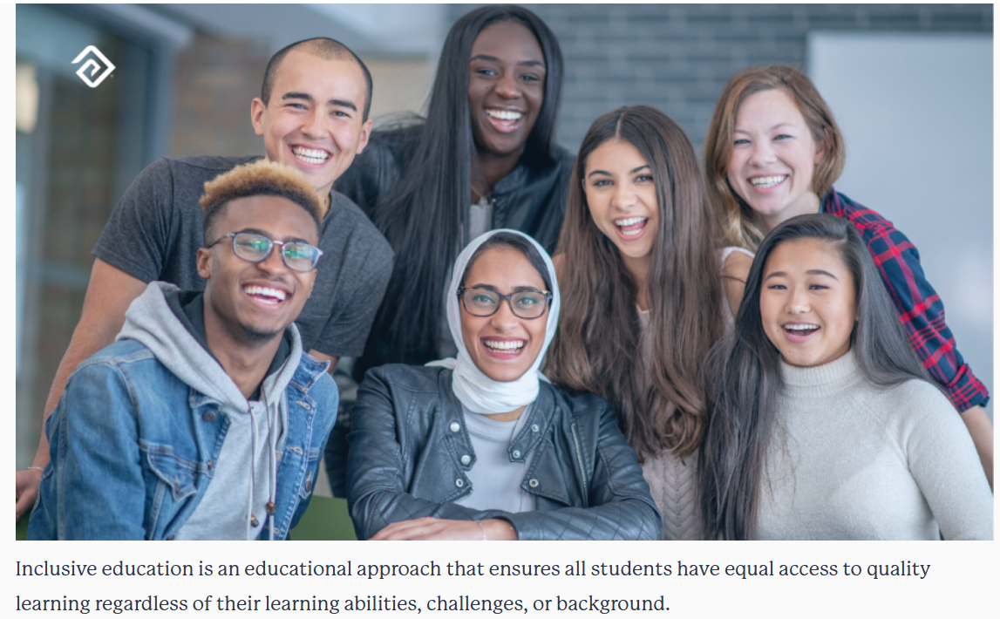 Inclusive education is an educational approach that ensures all students have equal access to quality
learning regardless of their learning abilities, challenges, or background.